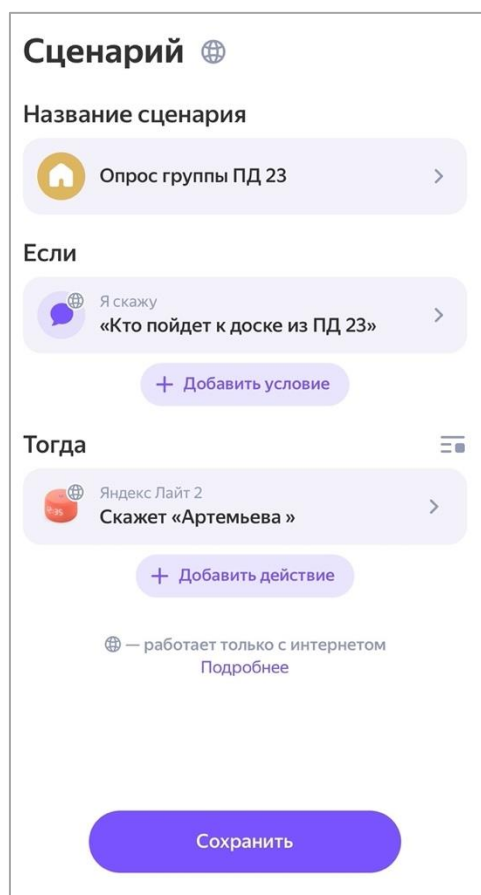 Сценарий
Название сценария
Опрос группы ПД 23
Если
Я скажу
«Кто пойдет к доске из ПД 23»
+ Добавить условие
Тогда
Яндекс Лайт 2
Скажет «Артемьева »
+ Добавить действие
— работает только с интернетом
Подробнее
Сохранить